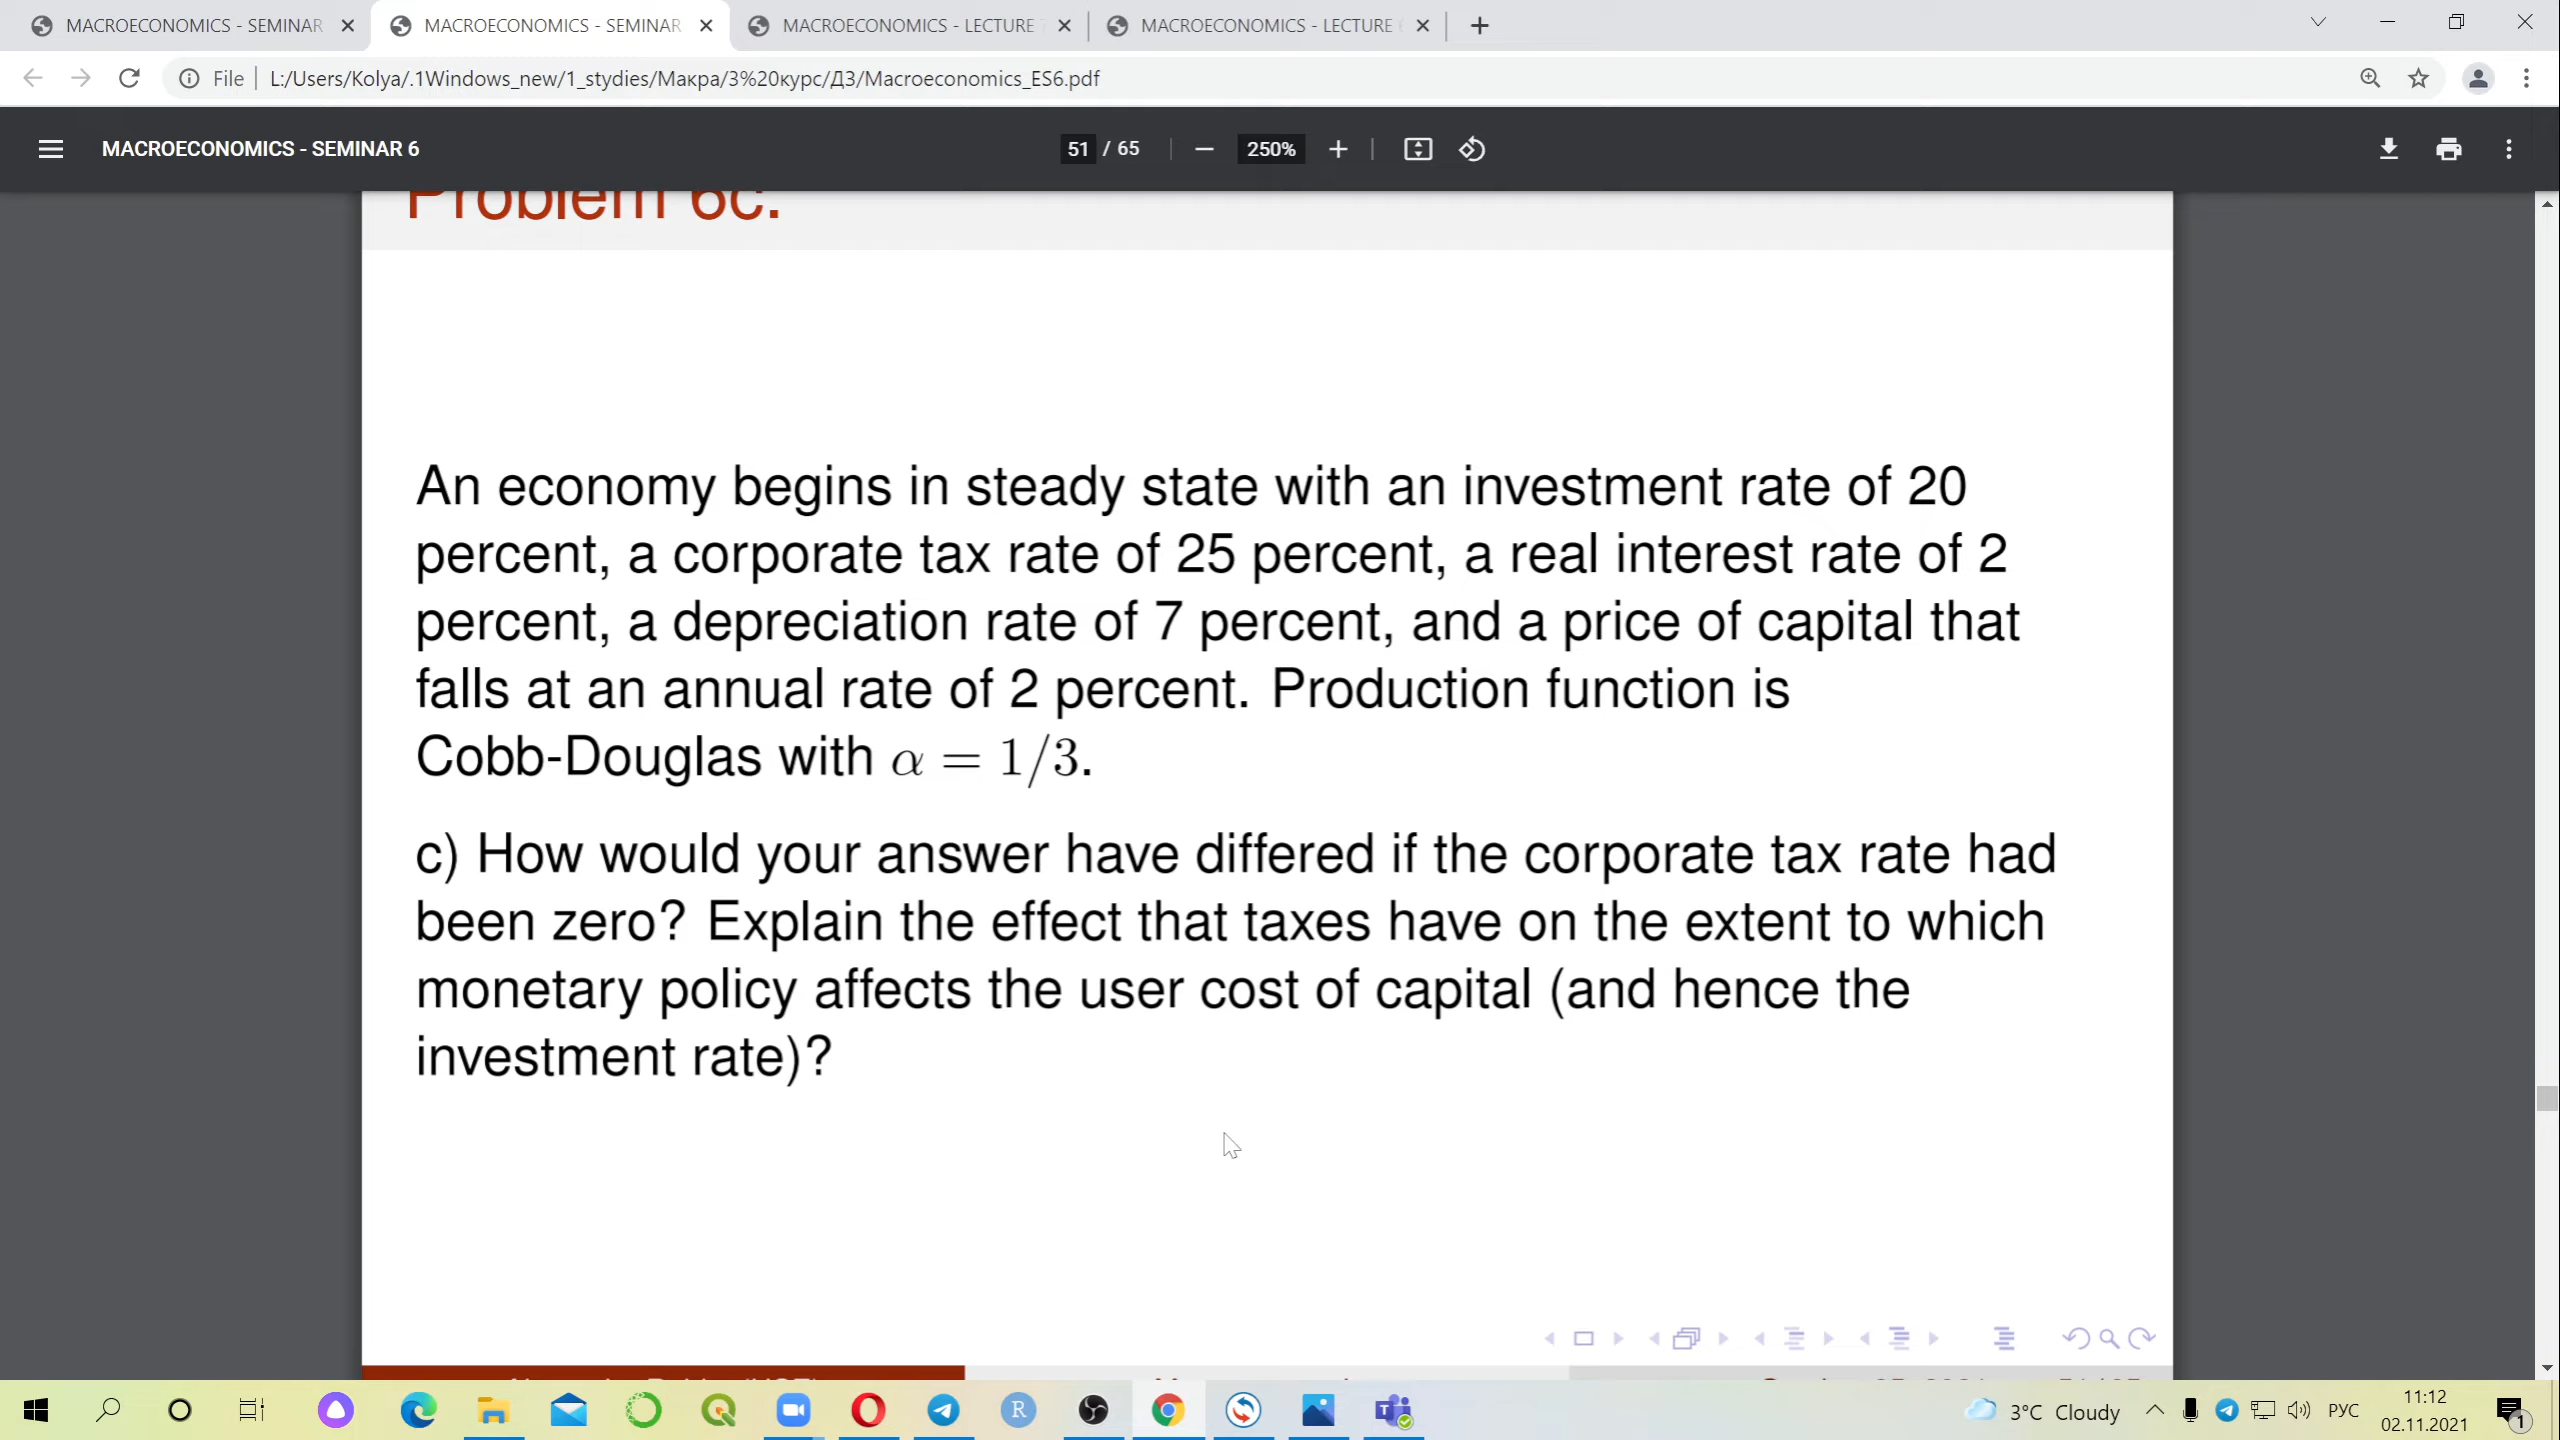 MACROECONOMICS - SEMINAR
MACROECONOMICS - SEMINAR
MACROECONOMICS - LECTURE 7
MACROECONOMICS - LECTURE
File
L:/Users/Kolya/.1Windows_new/1_stydies/Макра/3%20курс/ДЗ/Macroeconomics_ES6.pdf
MACROECONOMICS - SEMINAR 6
51 / 65
250%
Problem 6c.
An economy begins in steady state with an investment rate of 20
percent, a corporate tax rate of 25 percent, a real interest rate of 2
percent, a depreciation rate of 7 percent, and a price of capital that
falls at an annual rate of 2 percent. Production function is
Cobb-Douglas with α = 1/3.
c) How would your answer have differed if the corporate tax rate had
been zero? Explain the effect that taxes have on the extent to which
monetary policy affects the user cost of capital (and hence the
investment rate)?
3°C Cloudy
РУС
11:12
02.11.2021
1